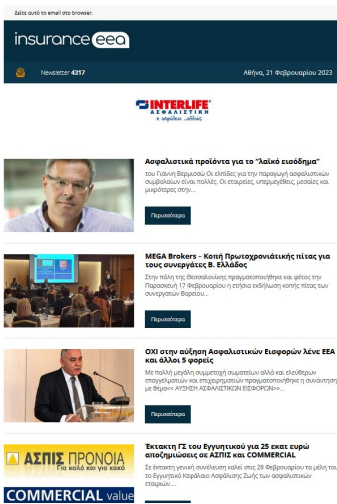 Δείτε αυτό το email στο browser.
insurance eea
Newsletter 4317
Αθήνα, 21 Φεβρουαρίου 2023
INTERLIFE
ΑΣΦΑΛΙΣΤΙΚΗ
η ασφάλεια ...αλλιώς
Ασφαλιστικά προϊόντα για το "λαϊκό εισόδημα"
του Γιάννη Βερμισσώ Οι ελπίδες για την παραγωγή ασφαλιστικών
συμβολαίων είναι πολλές. Οι εταιρείες, υπερμεγέθεις, μεσαίες και
μικρότερες στην...
Περισσότερα
MEGA Brokers – Κοπή Πρωτοχρονιάτικης πίτας για
τους συνεργάτες Β. Ελλάδος
Στην πόλη της Θεσσαλονίκης πραγματοποιήθηκε και φέτος την
Παρασκευή 17 Φεβρουαρίου η ετήσια εκδήλωση κοπής πίτας των
συνεργατών Βορείου...
Περισσότερα
ΟΧΙ στην αύξηση Ασφαλιστικών Εισφορών λένε ΕΕΑ
και άλλοι 5 φορείς
Με πολλή μεγάλη συμμετοχή σωματείων αλλά και ελεύθερων
επαγγελματιών και επιχειρηματιών πραγματοποιήθηκε η συνάντηση
με θέμα<< ΑΥΞΗΣΗ ΑΣΦΑΛΙΣΤΙΚΩΝ ΕΙΣΦΟΡΩΝ>>...
Περισσότερα
ΑΣΠΙΣ ΠΡΟΝΟΙΑ
Για καλό και για κακό
COMMERCIAL value
Έκτακτη ΓΣ του Εγγυητικού για 25 εκατ ευρώ
αποζημιώσεις σε ΑΣΠΙΣ και COMMERCIAL
Σε έκτακτη γενική συνέλευση καλεί στις 28 Φεβρουαρίου τα μέλη του
το Εγγυητικό Κεφάλαιο Ασφάλισης Ζωής των ασφαλιστικών
εταιριών....